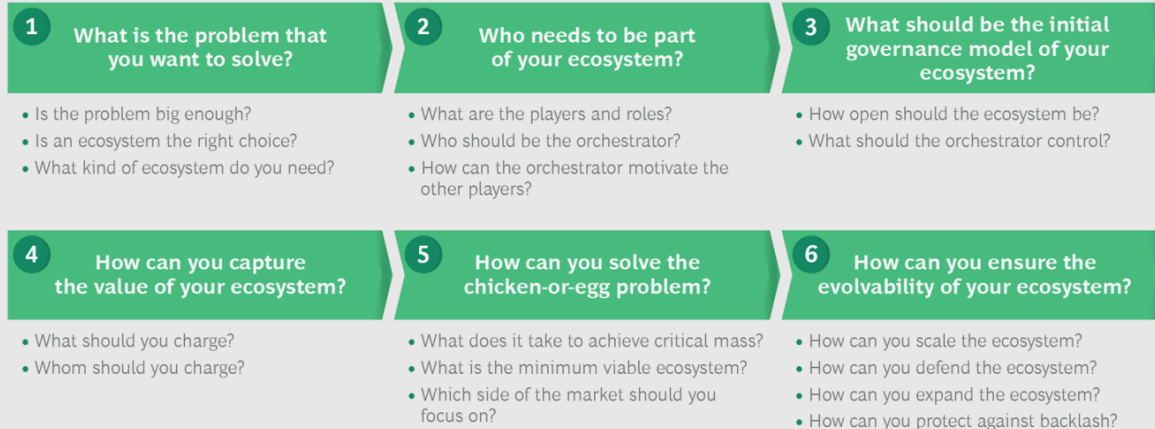 1
What is the problem that
you want to solve?
• Is the problem big enough?
• Is an ecosystem the right choice?
• What kind of ecosystem do you need?
2
Who needs to be part
of your ecosystem?
• What are the players and roles?
• Who should be the orchestrator?
• How can the orchestrator motivate the
other players?
3
What should be the initial
governance model of your
ecosystem?
• How open should the ecosystem be?
• What should the orchestrator control?
4
How can you capture
the value of your ecosystem?
• What should you charge?
• Whom should you charge?
5
How can you solve the
chicken-or-egg problem?
• What does it take to achieve critical mass?
• What is the minimum viable ecosystem?
• Which side of the market should you
focus on?
6
How can you ensure the
evolvability of your ecosystem?
• How can you scale the ecosystem?
• How can you defend the ecosystem?
• How can you expand the ecosystem?
• How can you protect against backlash?